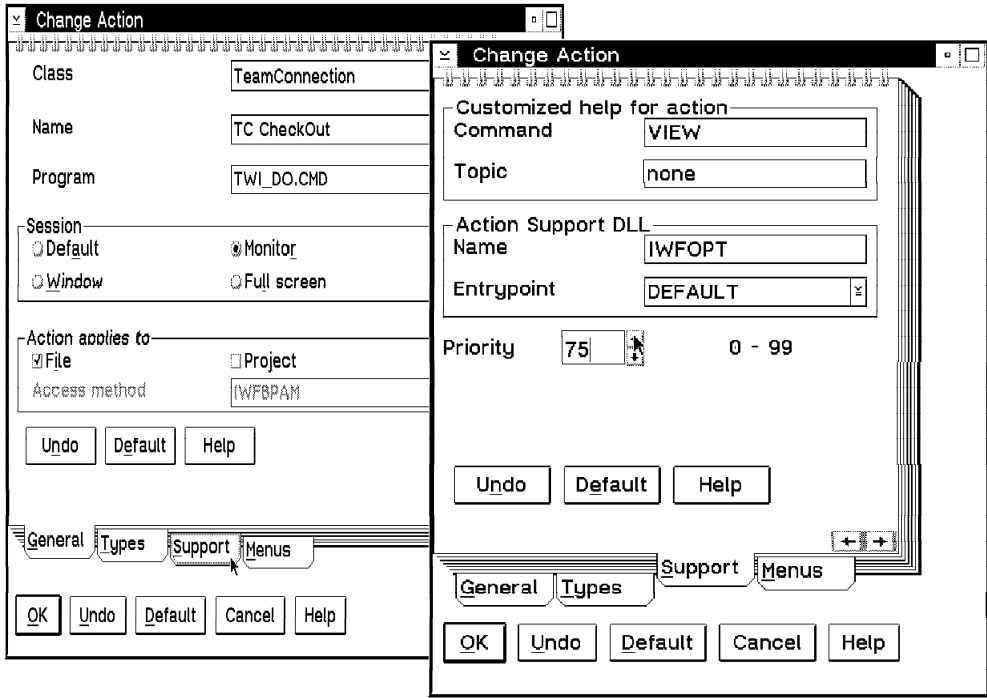 Change Action
Class TeamConnection
Name TC CheckOut
Program TWI_DO.CMD
Session
Default Monitor
Window Full screen
Action applies to
File Project
Access method IWFBPAM
Undo Default Help
General Types Support Menus
OK Undo Default Cancel Help
Change Action
Customized help for action
Command VIEW
Topic none
Action Support DLL
Name IWFOPT
Entrypoint DEFAULT
Priority 75 0 - 99
Undo Default Help
General Types Support Menus
OK Undo Default Cancel Help